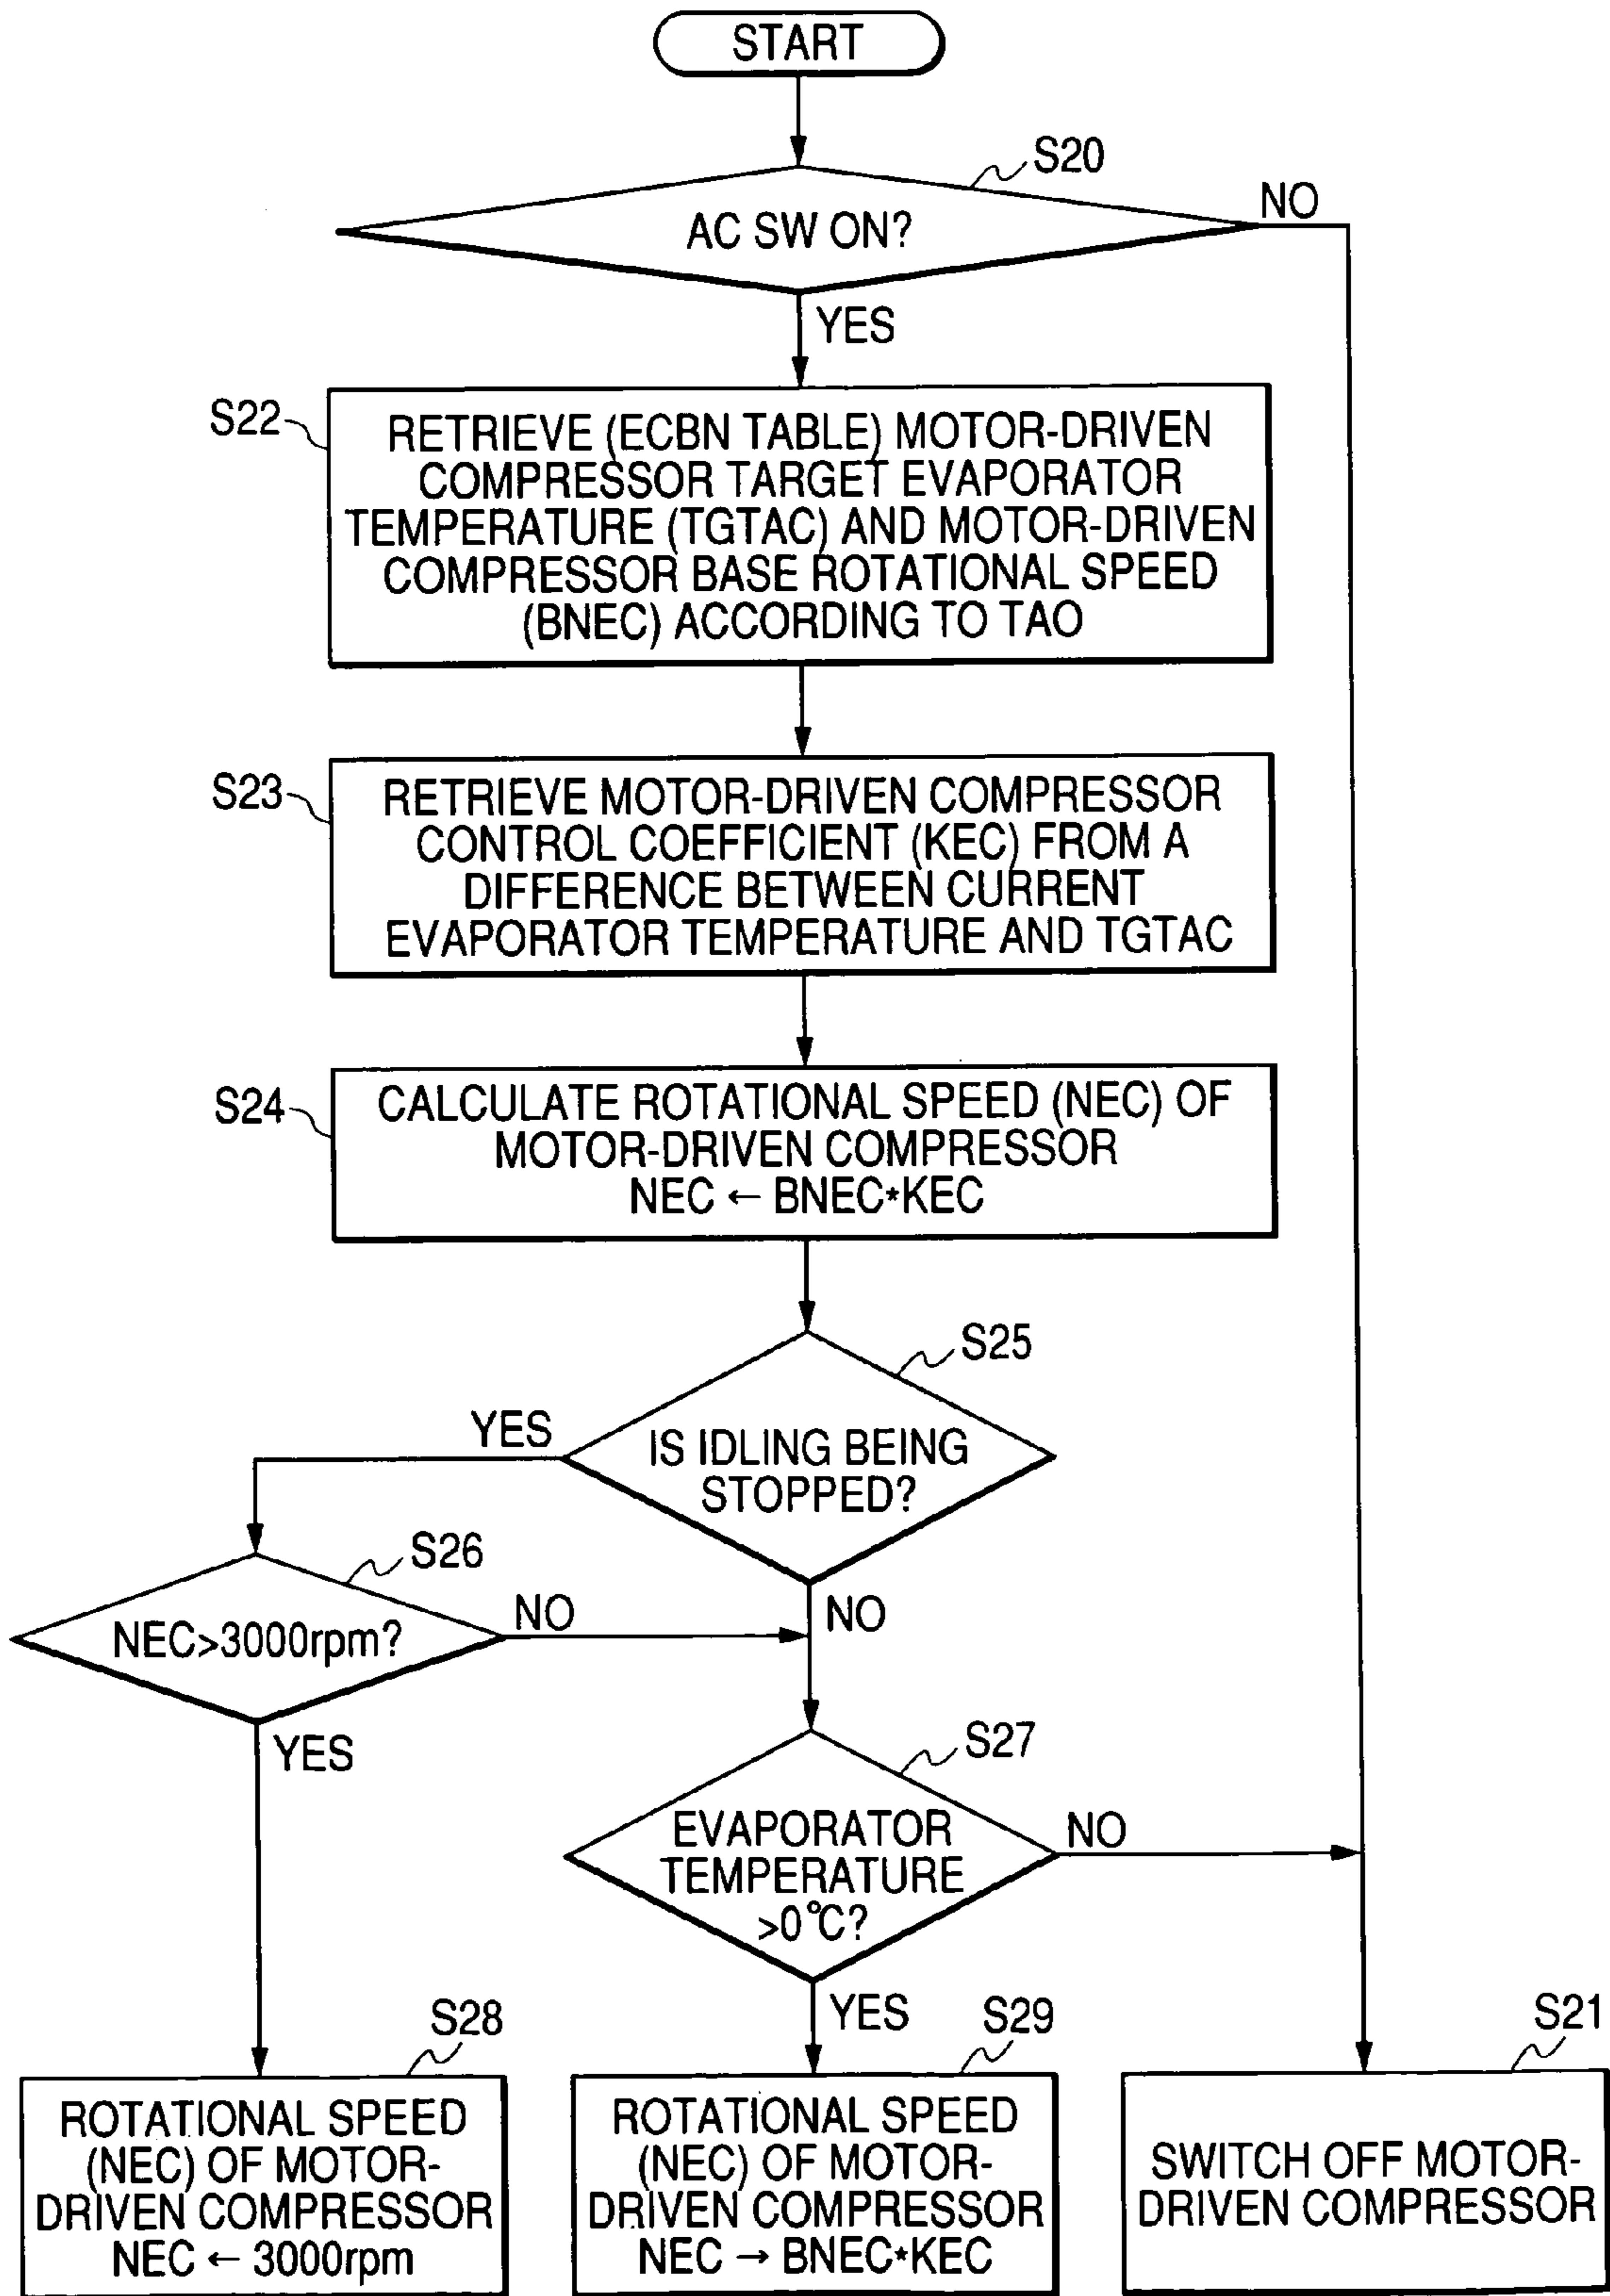 START
S20
AC SW ON?
NO
YES
S22
RETRIEVE (ECBN TABLE) MOTOR-DRIVEN
COMPRESSOR TARGET EVAPORATOR
TEMPERATURE (TGTAC) AND MOTOR-DRIVEN
COMPRESSOR BASE ROTATIONAL SPEED
(BNEC) ACCORDING TO TAO
S23
RETRIEVE MOTOR-DRIVEN COMPRESSOR
CONTROL COEFFICIENT (KEC) FROM A
DIFFERENCE BETWEEN CURRENT
EVAPORATOR TEMPERATURE AND TGTAC
S24
CALCULATE ROTATIONAL SPEED (NEC) OF
MOTOR-DRIVEN COMPRESSOR
NEC ← BNEC*KEC
S25
IS IDLING BEING
STOPPED?
YES
NO
S26
NEC>3000rpm?
NO
YES
S27
EVAPORATOR
TEMPERATURE
>0°C?
NO
YES
S28
ROTATIONAL SPEED
(NEC) OF MOTOR-
DRIVEN COMPRESSOR
NEC ← 3000rpm
S29
ROTATIONAL SPEED
(NEC) OF MOTOR-
DRIVEN COMPRESSOR
NEC → BNEC*KEC
S21
SWITCH OFF MOTOR-
DRIVEN COMPRESSOR